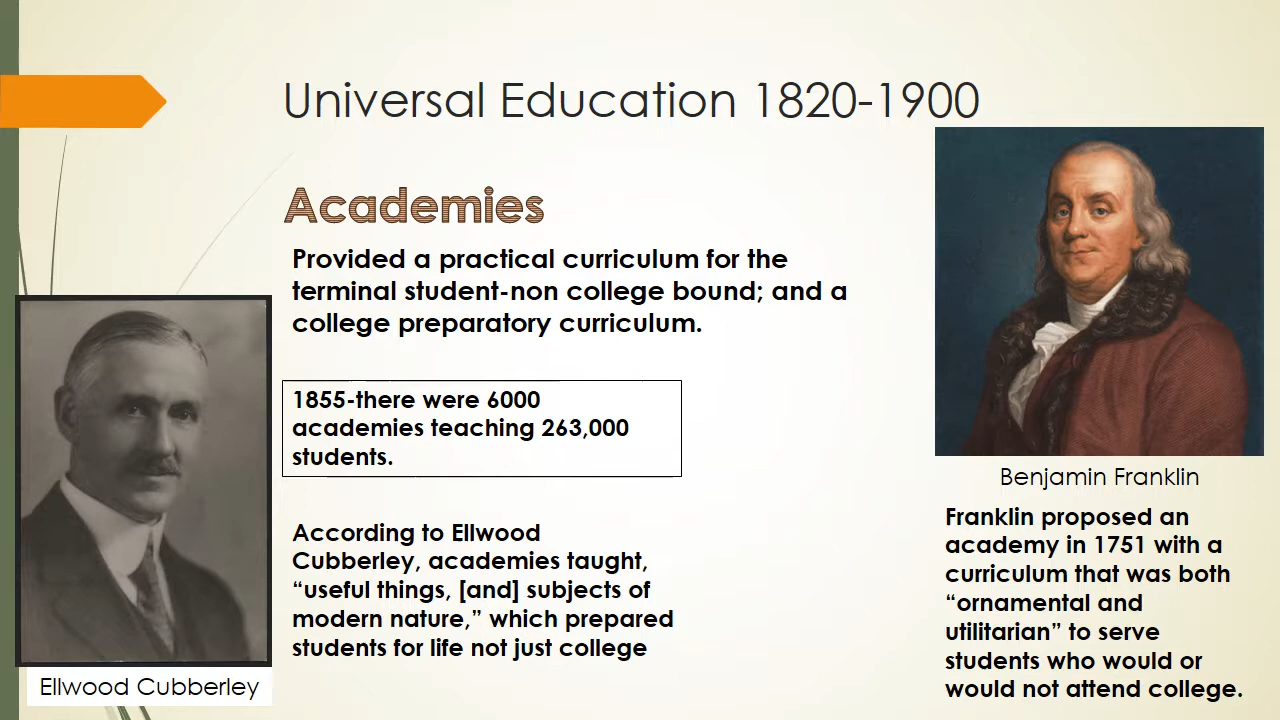 Universal Education 1820-1900
Academies
Provided a practical curriculum for the
terminal student-non college bound; and a
college preparatory curriculum.
1855-there were 6000
academies teaching 263,000
students.
According to Ellwood
Cubberley, academies taught,
“useful things, [and] subjects of
modern nature,” which prepared
students for life not just college
Ellwood Cubberley
Benjamin Franklin
Franklin proposed an
academy in 1751 with a
curriculum that was both
“ornamental and
utilitarian” to serve
students who would or
would not attend college.